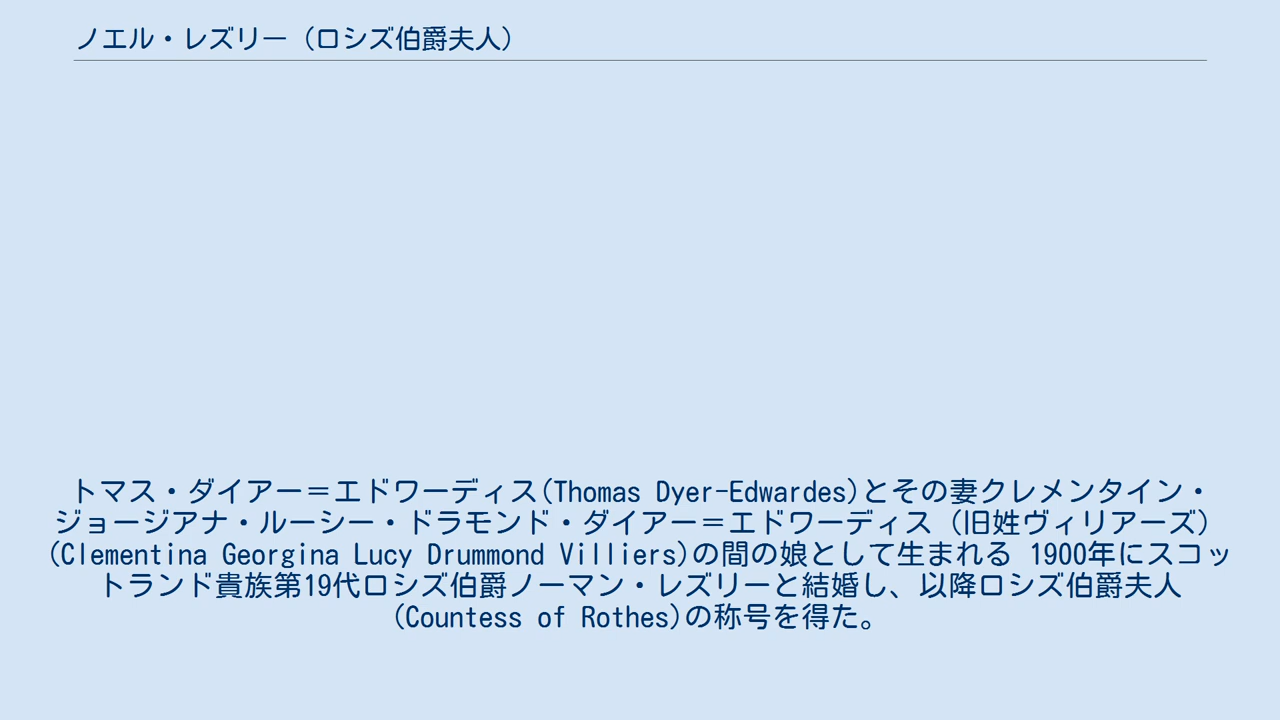 ノエル・レズリー（ロシズ伯爵夫人）
トマス・ダイアー＝エドワーディス(Thomas Dyer-Edwardes)とその妻クレメンタイン・
ジョージアナ・ルーシー・ドラモンド・ダイアー＝エドワーディス（旧姓ヴィリアーズ）
(Clementina Georgina Lucy Drummond Villiers)の間の娘として生まれる 1900年にスコッ
トランド貴族第19代ロシズ伯爵ノーマン・レズリーと結婚し、以降ロシズ伯爵夫人
(Countess of Rothes)の称号を得た。